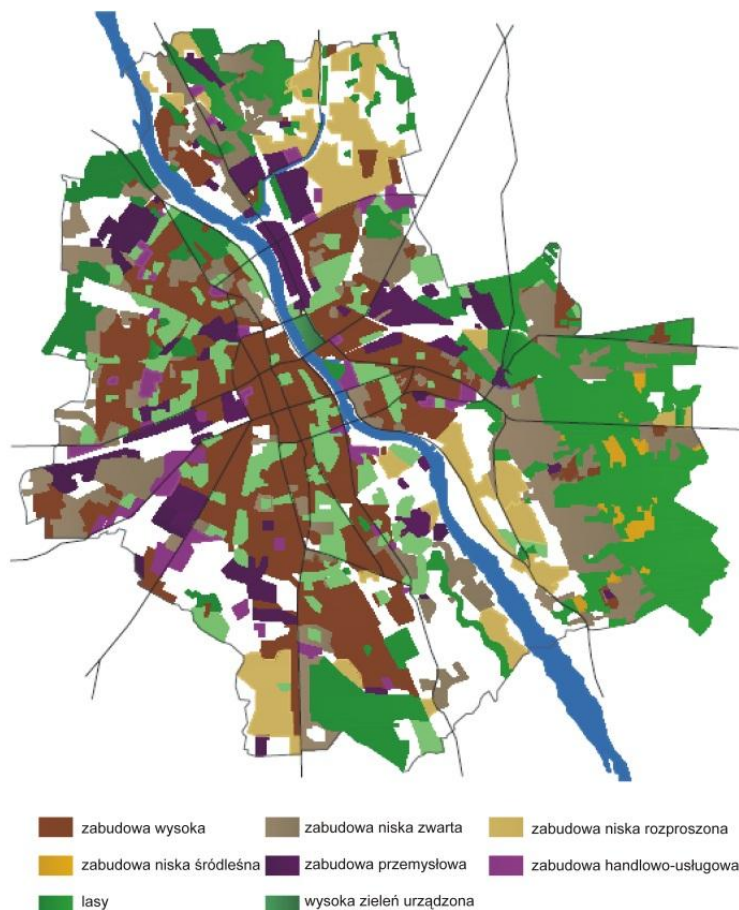 zabudowa wysoka
zabudowa niska zwarta
zabudowa niska rozproszona
zabudowa niska śródleśna
zabudowa przemysłowa
zabudowa handlowo-usługowa
lasy
wysoka zieleń urządzona